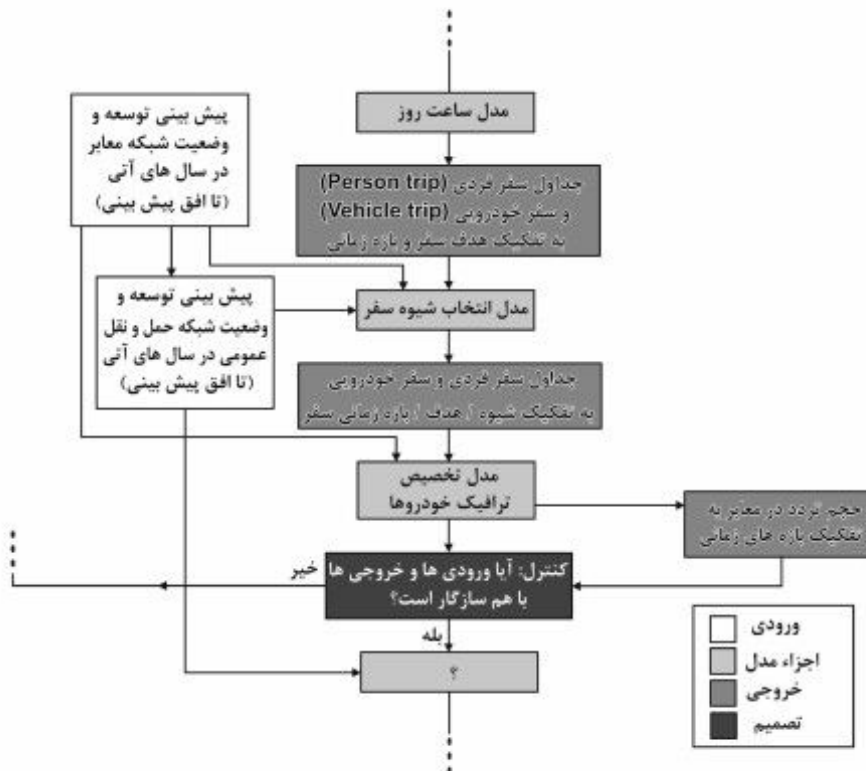 مدل ساعت روز
پیش بینی توسعه و
وضعیت شبکه معابر
در سال های آتی
(تا افق پیش بینی)
جداول سفر فردی (Person trip)
و سفر خودرویی (Vehicle trip)
به تفکیک هدف سفر و بازه زمانی
پیش بینی توسعه و
وضعیت شبکه حمل و نقل
عمومی در سال های آتی
(تا افق پیش بینی)
مدل انتخاب شیوه سفر
جداول سفر فردی و سفر خودرویی
به تفکیک شیوه / هدف / بازه زمانی سفر
مدل تخصیص
ترافیک خودروها
حجم تردد در معابر به
تفکیک بازه های زمانی
کنترل: آیا ورودی ها و خروجی ها
با هم سازگار است؟
خیر
بله
؟
ورودی
اجزاء مدل
خروجی
تصمیم